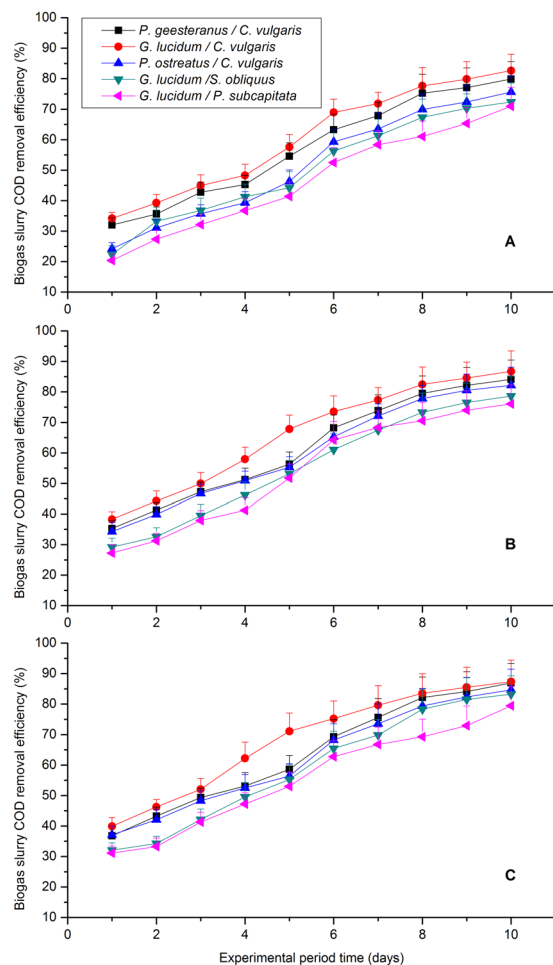 A
P. geesteranus / C. vulgaris
G. lucidum / C. vulgaris
P. ostreatus / C. vulgaris
G. lucidum /S. obliquus
G. lucidum / P. subcapitata
Biogas slurry COD removal efficiency (%)
100
90
80
70
60
50
40
30
20
10
0 2 4 6 8 10
B
Biogas slurry COD removal efficiency (%)
100
90
80
70
60
50
40
30
20
10
0 2 4 6 8 10
C
Biogas slurry COD removal efficiency (%)
100
90
80
70
60
50
40
30
20
10
0 2 4 6 8 10
Experimental period time (days)